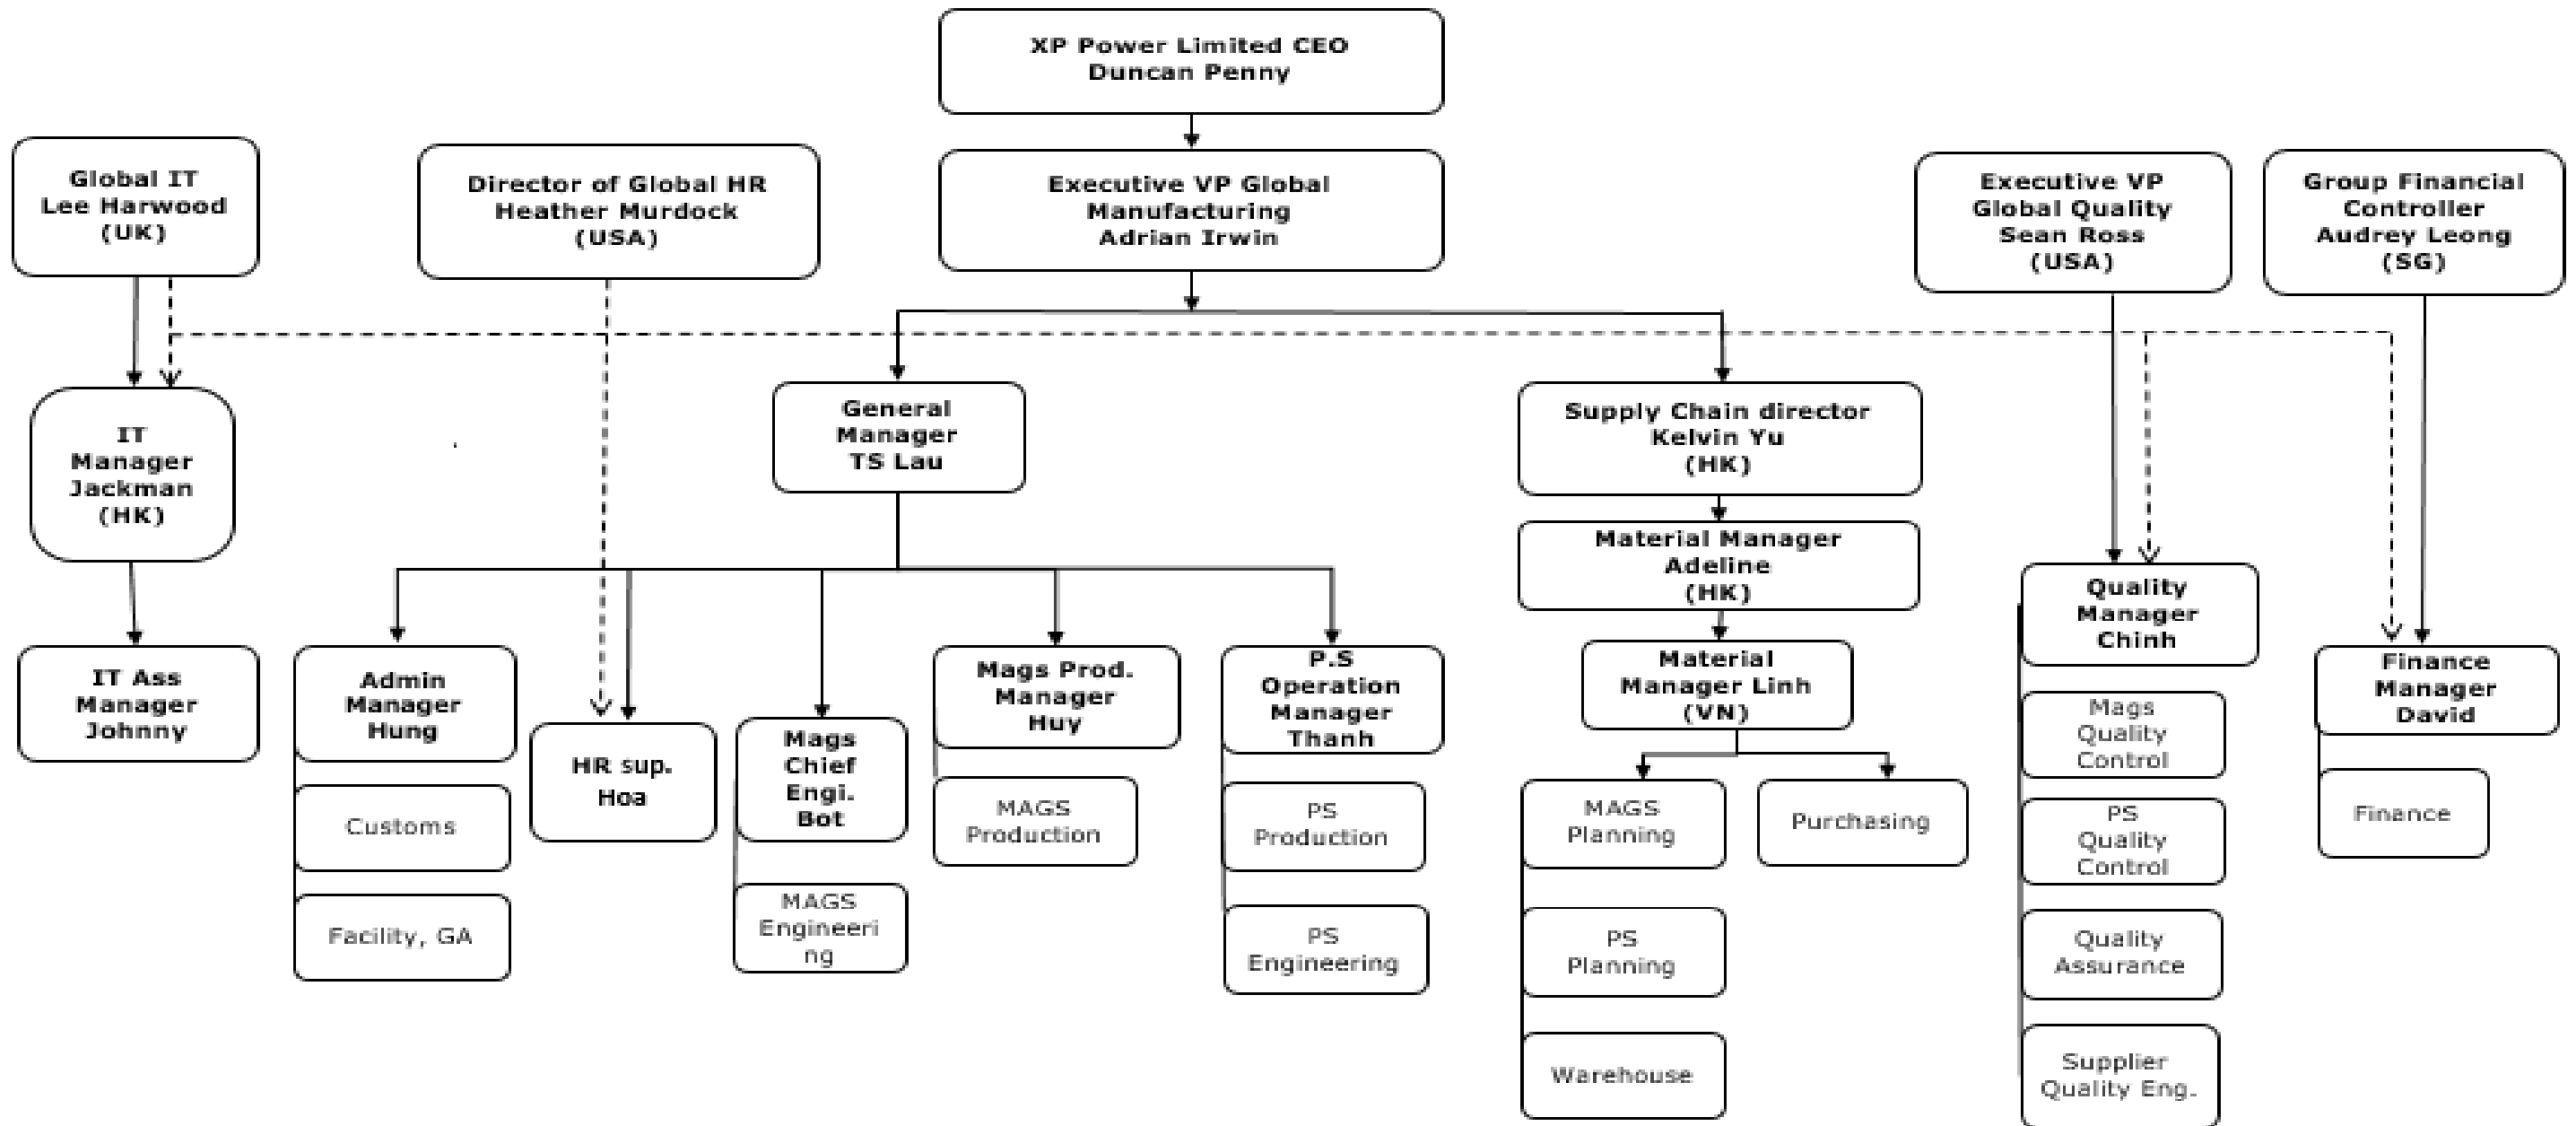 XP Power Limited CEO
Duncan Penny
Global IT
Lee Harwood
(UK)
Director of Global HR
Heather Murdock
(USA)
Executive VP Global
Manufacturing
Adrian Irwin
Executive VP
Global Quality
Sean Ross
(USA)
Group Financial
Controller
Audrey Leong
(SG)
IT
Manager
Jackman
(HK)
General
Manager
TS Lau
Supply Chain director
Kelvin Yu
(HK)
Material Manager
Adeline
(HK)
Quality
Manager
Chinh
IT Ass
Manager
Johnny
Admin
Manager
Hung
HR sup.
Hoa
Mags
Chief
Engi.
Bot
Mags Prod.
Manager
Huy
P.S
Operation
Manager
Thanh
Material
Manager Linh
(VN)
Finance
Manager
David
Customs
Facility, GA
MAGS
Engineeri
ng
MAGS
Production
PS
Production
PS
Engineering
MAGS
Planning
Purchasing
PS
Planning
Warehouse
Mags
Quality
Control
PS
Quality
Control
Quality
Assurance
Supplier
Quality Eng.
Finance